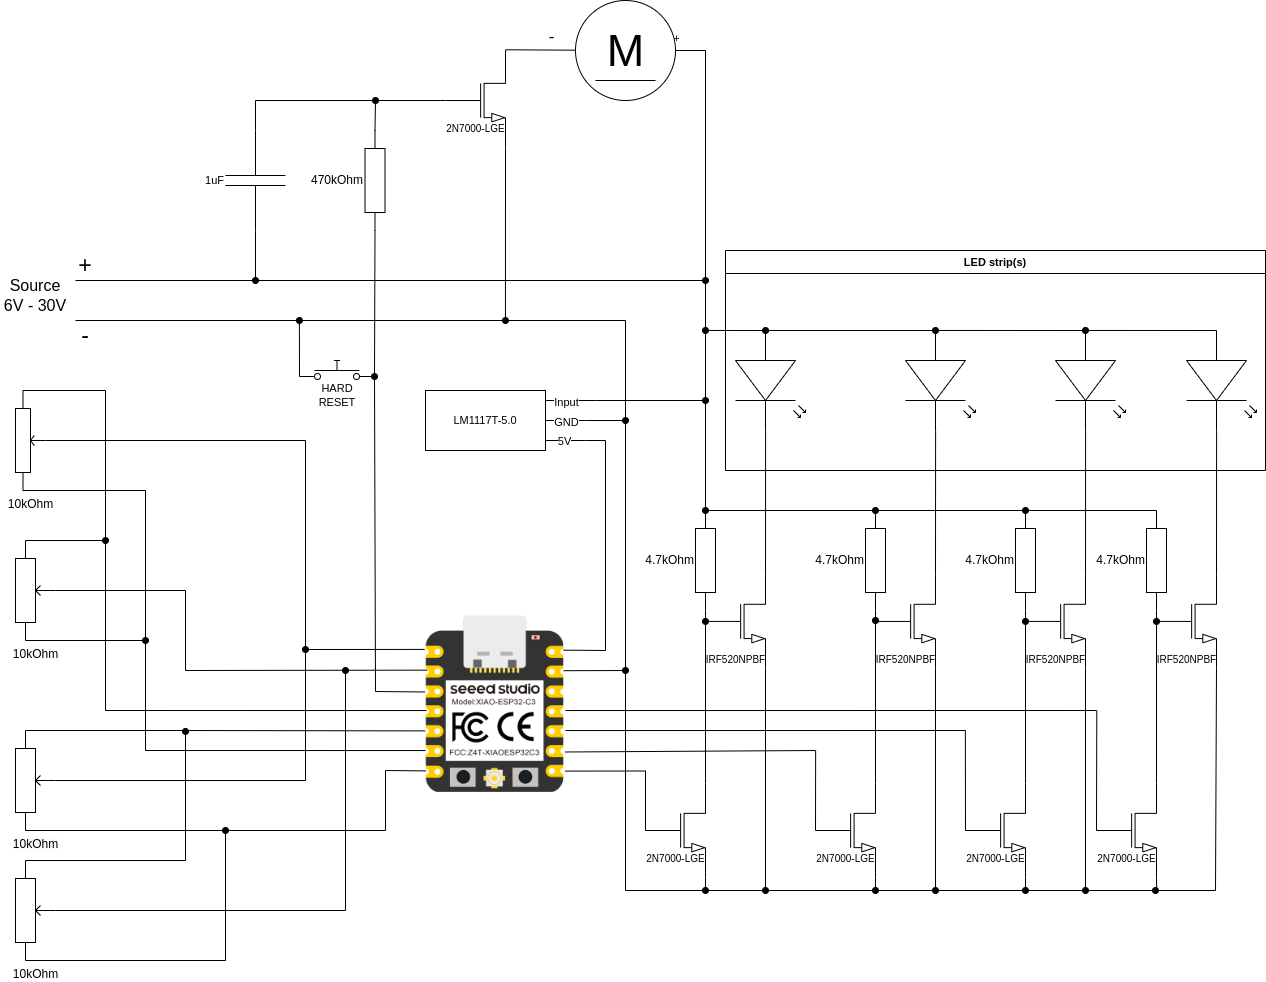 -
M
+
2N7000-LGE
1uF
470kOhm
+
Source
6V - 30V
-
LED strip(s)
HARD
RESET
LM1117T-5.0
Input
GND
5V
10kOhm
4.7kOhm
4.7kOhm
4.7kOhm
4.7kOhm
10kOhm
IRF520NPBF
IRF520NPBF
IRF520NPBF
IRF520NPBF
seeed studio
Model:XIAO-ESP32-C3
FC CE
FCC:Z4T-XIAOESP32C3
10kOhm
2N7000-LGE
2N7000-LGE
2N7000-LGE
2N7000-LGE
10kOhm